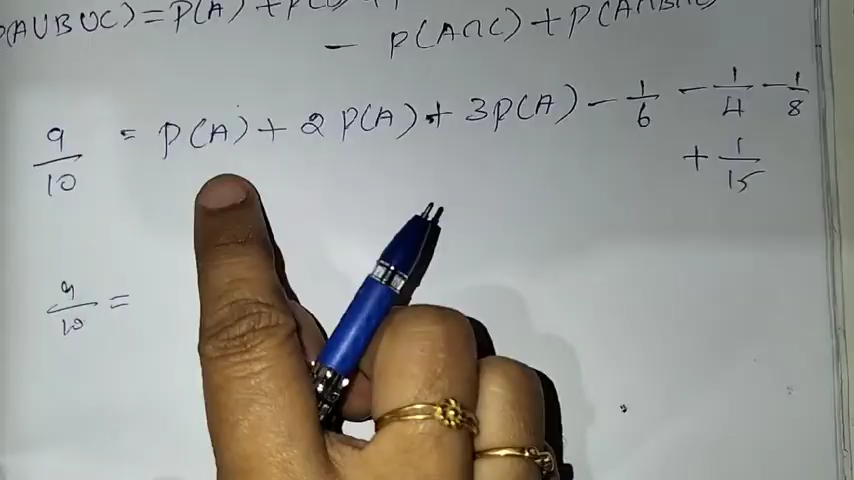 P(AUBUC) = P(A) +
- P(A∩C) + P(A∩B∩C)
9/10 = P(A) + 2P(A) + 3P(A) - 1/6 - 1/4 - 1/8
+ 1/15
9/10 =